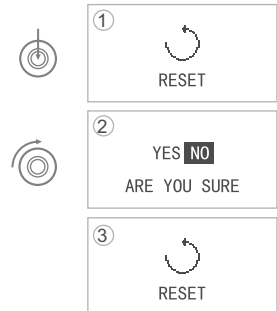 ①
RESET
②
YES NO
ARE YOU SURE
③
RESET